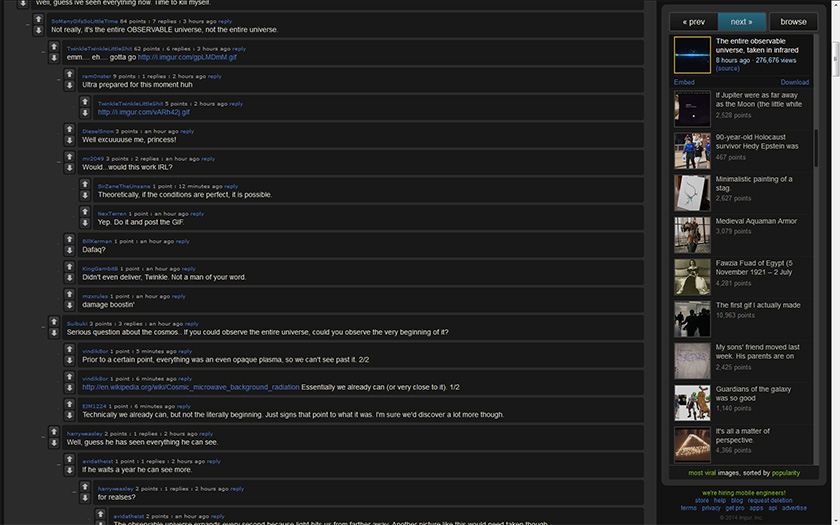 Well, guess ive seen everything now. Time to kill myself.
SoManyGifsSoLittleTime 84 points : 7 replies : 3 hours ago reply
Not really, it's the entire OBSERVABLE universe, not the entire universe.
TwinkleTwinkleLittleShit 62 points : 6 replies : 3 hours ago reply
emm.... eh.... gotta go http://i.imgur.com/gpLMDmM.gif
ram0nster 9 points : 1 replies : 2 hours ago reply
Ultra prepared for this moment huh
TwinkleTwinkleLittleShit 5 points : 2 hours ago reply
http://i.imgur.com/vARh42j.gif
DieselSnow 3 points : an hour ago reply
Well excuuuuse me, princess!
mr2049 3 points : 2 replies : an hour ago reply
Would...would this work IRL?
SirZaneTheUnsane 1 point : 12 minutes ago reply
Theoretically, if the conditions are perfect, it is possible.
NexTerren 1 point : an hour ago reply
Yep. Do it and post the GIF.
BillKerman 1 point : an hour ago reply
Dafaq?
KingGambit8 1 point : an hour ago reply
Didn't even deliver, Twinkle. Not a man of your word.
mzxrules 1 point : an hour ago reply
damage boostin'
Suibukl 3 points : 3 replies : an hour ago reply
Serious question about the cosmos.. If you could observe the entire universe, could you observe the very beginning of it?
vindik8or 1 point : 5 minutes ago reply
Prior to a certain point, everything was an even opaque plasma, so we can't see past it. 2/2
vindik8or 1 point : 6 minutes ago reply
http://en.wikipedia.org/wiki/Cosmic_microwave_background_radiation Essentially we already can (or very close to it). 1/2
EJM1224 1 point : 6 minutes ago reply
Technically we already can, but not the literally beginning. Just signs that point to what it was. I'm sure we'd discover a lot more though.
harryweasley 2 points : 1 replies : 2 hours ago reply
Well, guess he has seen everything he can see.
avidatheist 1 point : 1 replies : 2 hours ago reply
If he waits a year he can see more.
harryweasley 2 points : 1 replies : 2 hours ago reply
for realses?
avidatheist 2 points : 2 hours ago reply
The observable universe expands every second because light hits us from farther away. Another picture like this would need taken though.
« prev
next »
browse
The entire observable
universe, taken in infrared
8 hours ago · 276,676 views
(source)
Embed
Download
If Jupiter were as far away
as the Moon (the little white
2,528 points
90-year-old Holocaust
survivor Hedy Epstein was
467 points
Minimalistic painting of a
stag.
2,627 points
Medieval Aquaman Armor
3,079 points
Fawzia Fuad of Egypt (5
November 1921 – 2 July
4,281 points
The first gif I actually made
10,963 points
My sons' friend moved last
week. His parents are on
2,425 points
Guardians of the galaxy
was so good
1,140 points
It's all a matter of
perspective.
4,366 points
most viral images, sorted by popularity
we're hiring mobile engineers!
store help blog request deletion
terms privacy get pro apps api advertise
© 2014 Imgur, Inc